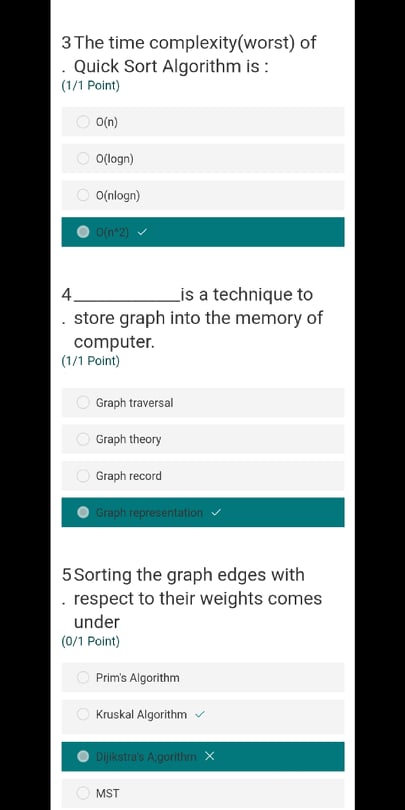 3 The time complexity(worst) of
. Quick Sort Algorithm is :
(1/1 Point)
O(n)
O(logn)
O(nlogn)
O(n^2)
4____________is a technique to
. store graph into the memory of
computer.
(1/1 Point)
Graph traversal
Graph theory
Graph record
Graph representation
5 Sorting the graph edges with
. respect to their weights comes
under
(0/1 Point)
Prim's Algorithm
Kruskal Algorithm
Dijikstra's A;gorithm
MST